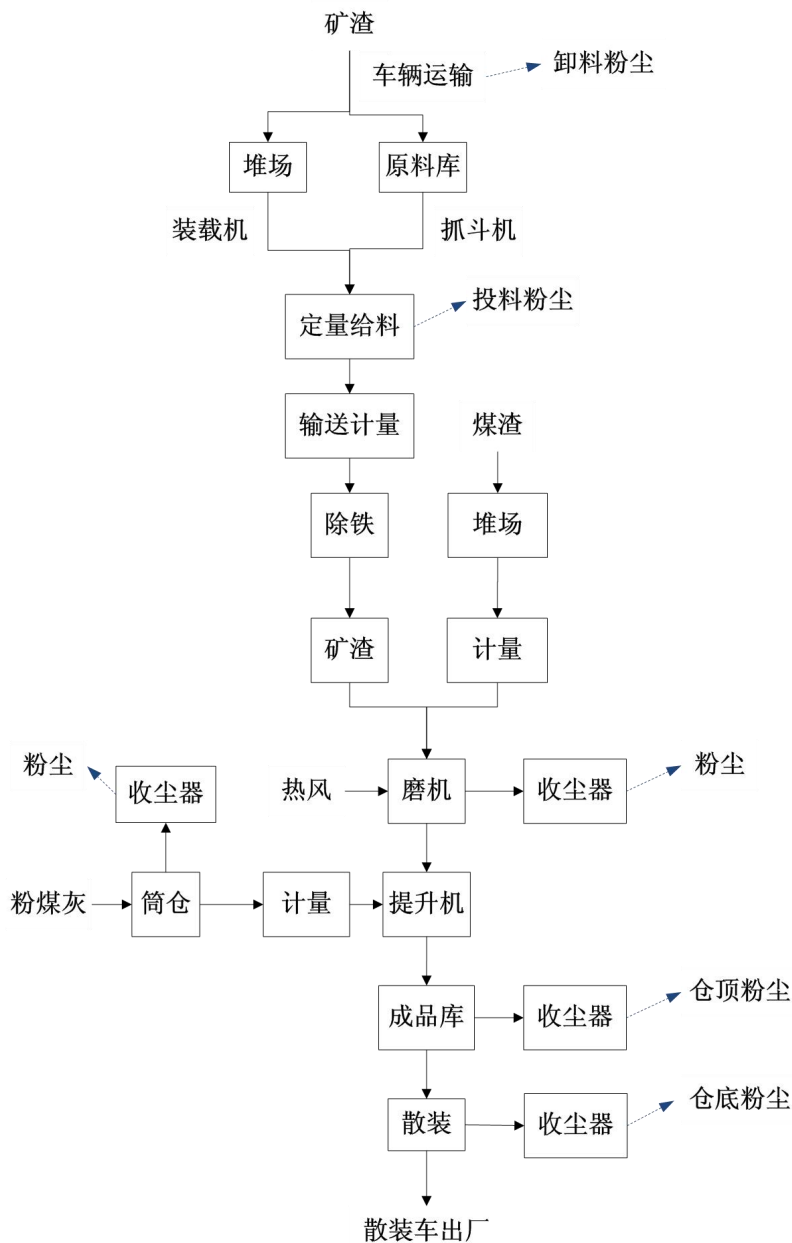 矿渣
车辆运输
卸料粉尘
堆场
原料库
装载机
抓斗机
定量给料
投料粉尘
输送计量
煤渣
除铁
堆场
矿渣
计量
粉尘
收尘器
热风
磨机
收尘器
粉尘
粉煤灰
筒仓
计量
提升机
成品库
收尘器
仓顶粉尘
散装
收尘器
仓底粉尘
散装车出厂